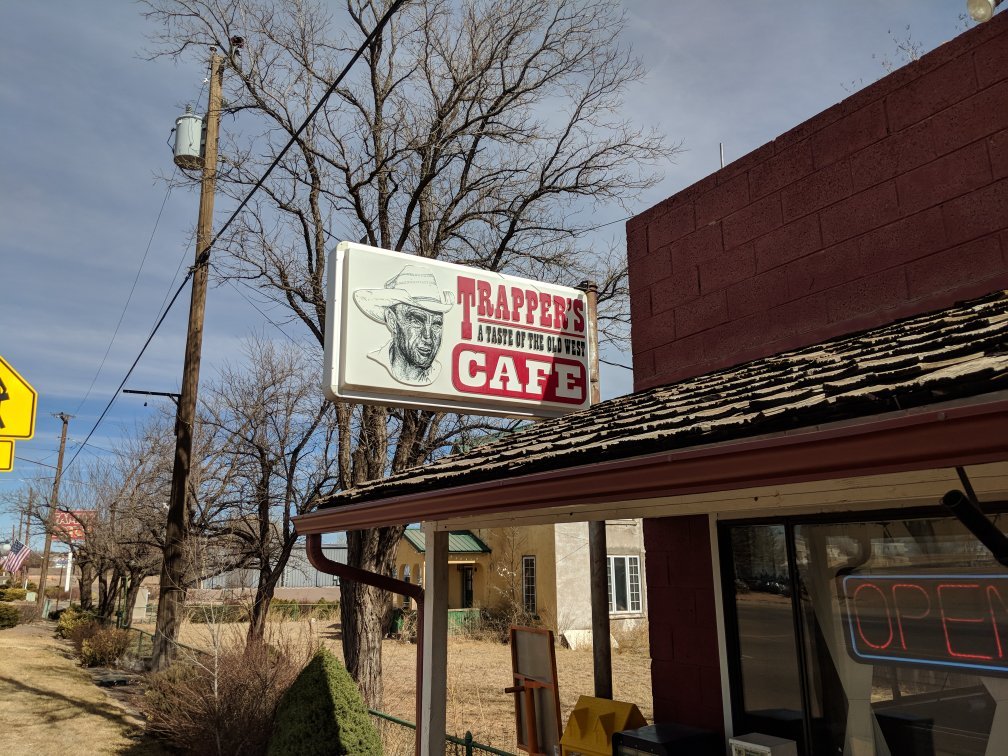 TRAPPER'S
A TASTE OF THE OLD WEST
CAFE
OPEN